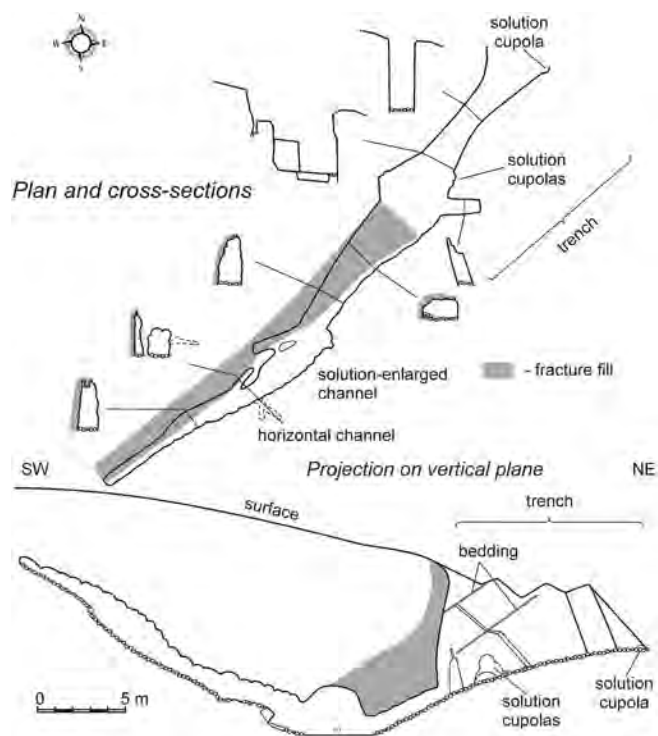 N
W E
S
solution
cupola
solution
cupolas
Plan and cross-sections
trench
solution-enlarged
channel
- fracture fill
horizontal channel
SW
Projection on vertical plane
NE
surface
trench
bedding
0 5 m
solution
cupolas
solution
cupola